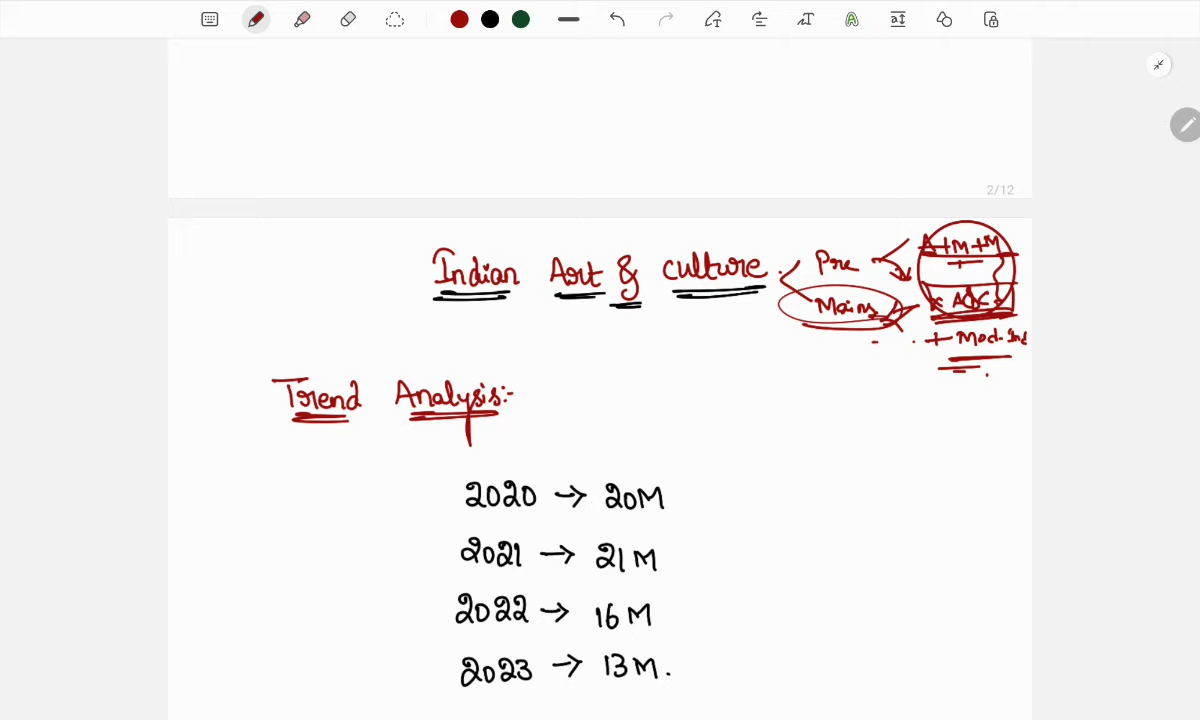 2/12
Indian Art & culture
Pre
A+M+M
+
Mains
A&C
+ Mod. Ind
Trend Analysis:-
2020 → 20M
2021 → 21M
2022 → 16M
2023 → 13M.